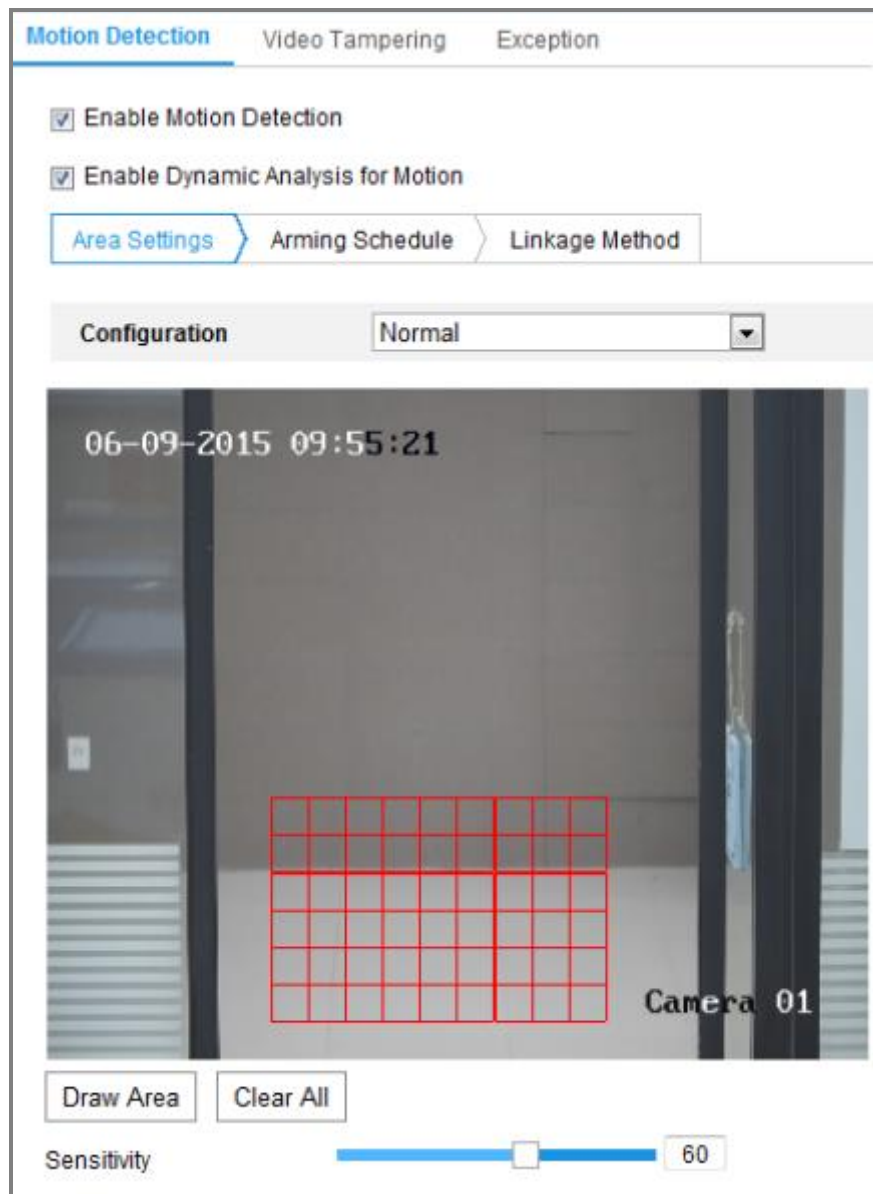 Motion Detection Video Tampering Exception
Enable Motion Detection
Enable Dynamic Analysis for Motion
Area Settings Arming Schedule Linkage Method
Configuration Normal
06-09-2015 09:55:21
Camera 01
Draw Area Clear All
Sensitivity 60